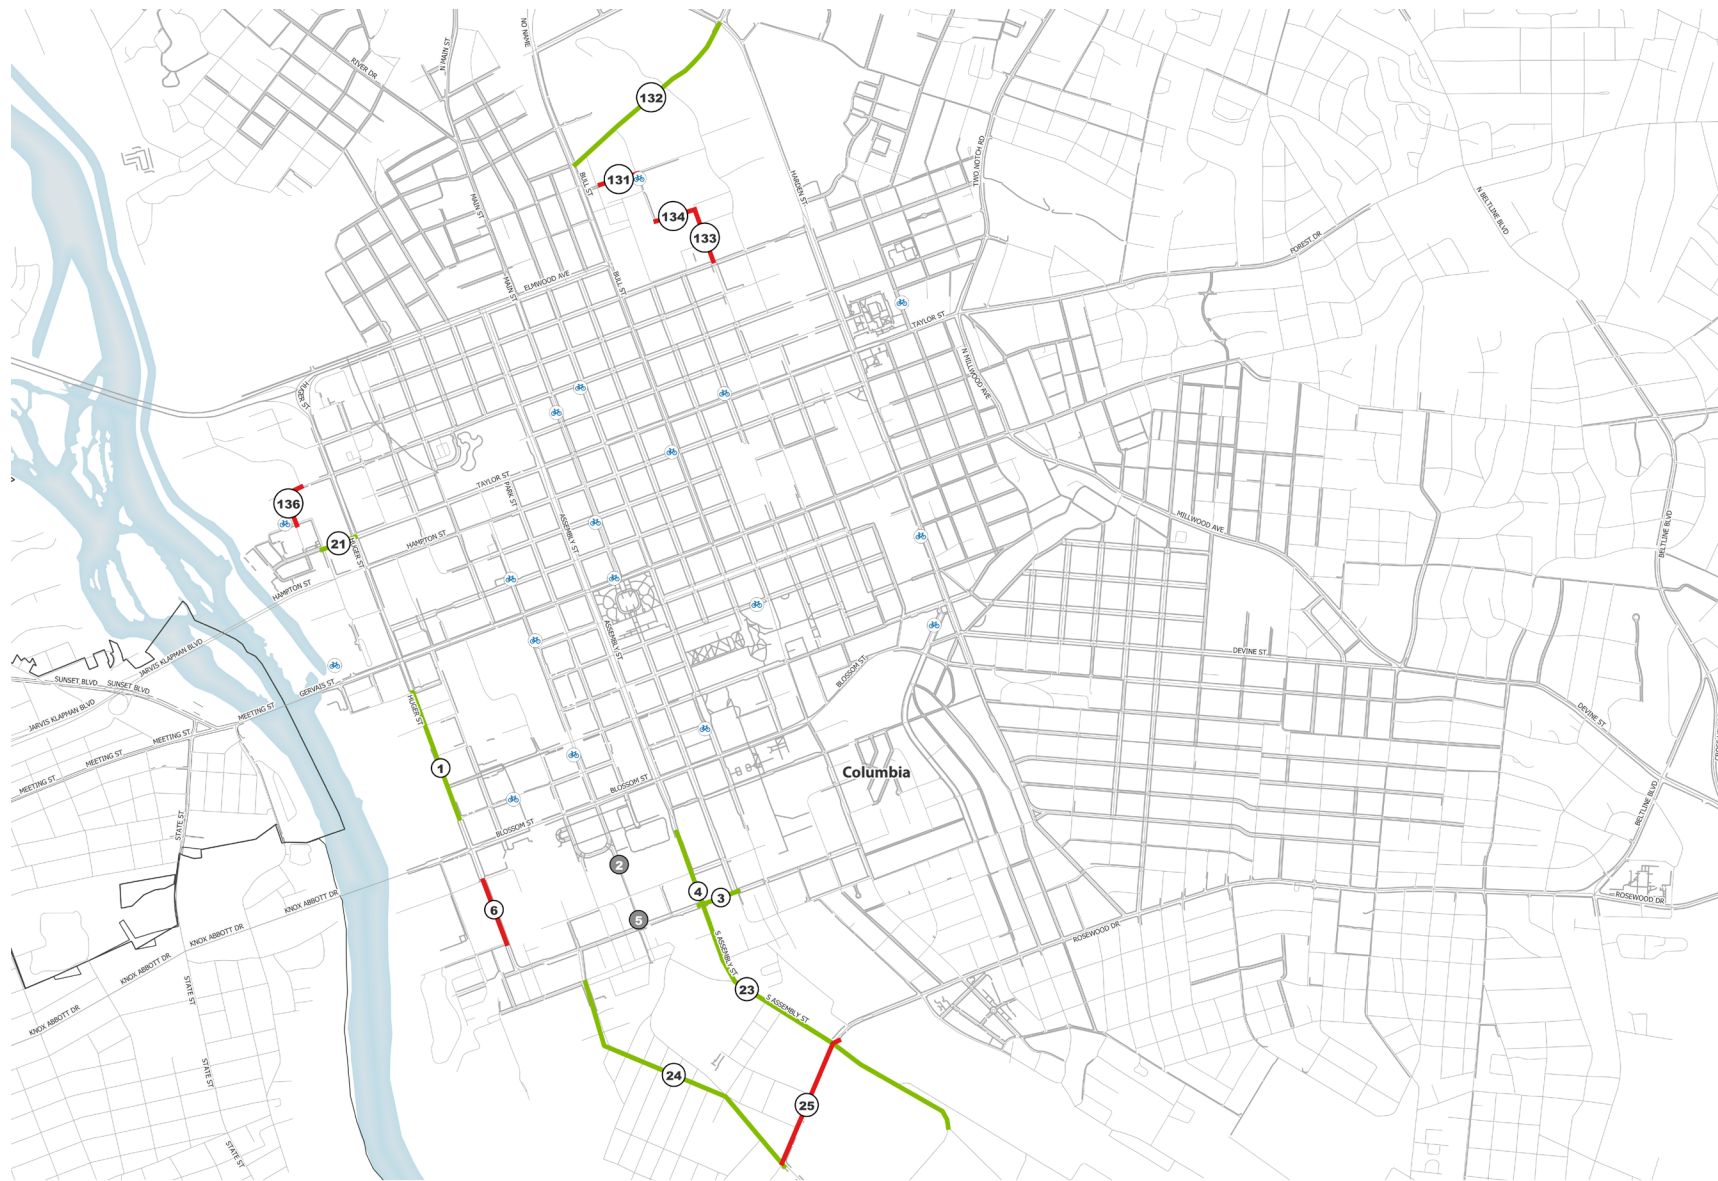 NO NAME
N MAIN ST
RIVER DR
132
TWO NOTCH RD
131
BULL ST
HARDEN ST
N BELTLINE BLVD
MAIN ST
134
133
FOREST DR
ELMWOOD AVE
BULL ST
MAIN ST
TAYLOR ST
N MILLWOOD AVE
HUGER ST
TAYLOR ST
PARK ST
136
MILLWOOD AVE
ASSEMBLY ST
BELTLINE BLVD
21
HUGER ST
HAMPTON ST
HAMPTON ST
ASSEMBLY ST
JARVIS KLAPMAN BLVD
DEVINE ST
BLOSSOM ST
SUNSET BLVD
SUNSET BLVD
GERVAIS ST
HUGER ST
MEETING ST
JARVIS KLAPMAN BLVD
DEVINE ST
MEETING ST
MEETING ST
MEETING ST
1
Columbia
BLOSSOM ST
BELTLINE BLVD
STATE ST
BLOSSOM ST
2
4
3
ROSEWOOD DR
KNOX ABBOTT DR
6
5
KNOX ABBOTT DR
ROSEWOOD DR
S ASSEMBLY ST
KNOX ABBOTT DR
STATE ST
23
S ASSEMBLY ST
KNOX ABBOTT DR
STATE ST
24
25
STATE ST